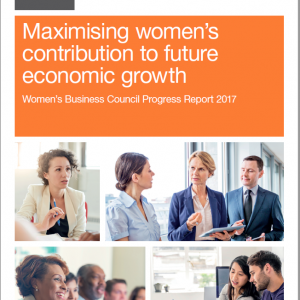 Maximising women’s
contribution to future
economic growth
Women’s Business Council Progress Report 2017